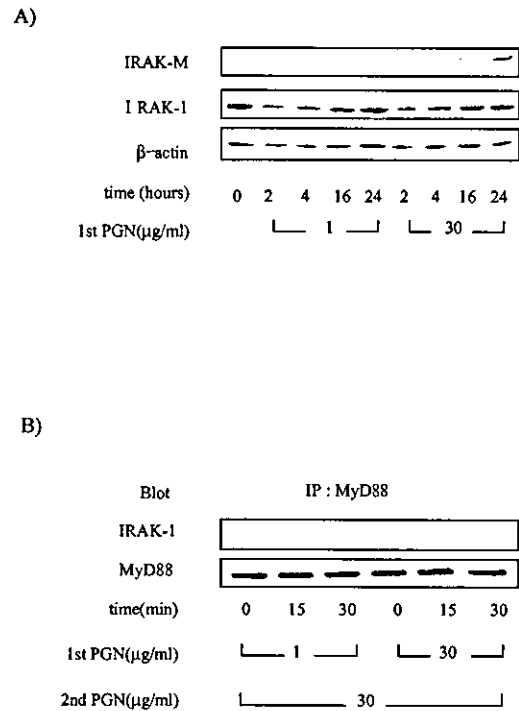 A)
IRAK-M
I RAK-1
β-actin
time (hours) 0 2 4 16 24 2 4 16 24
1st PGN(μg/ml) 1 30
B)
Blot IP : MyD88
IRAK-1
MyD88
time(min) 0 15 30 0 15 30
1st PGN(μg/ml) 1 30
2nd PGN(μg/ml) 30